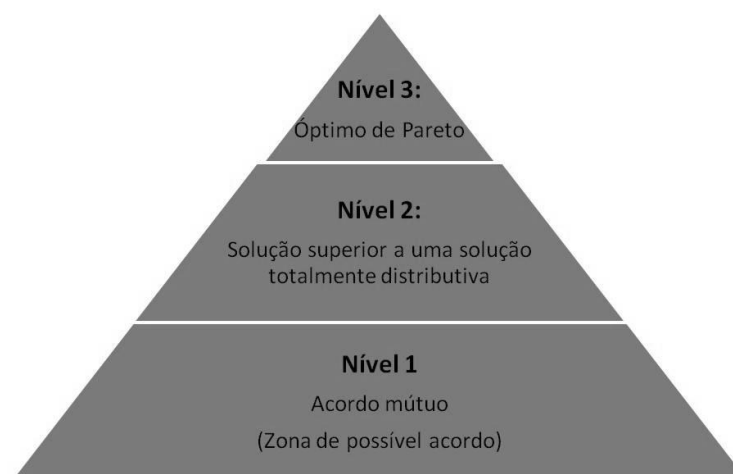 Nível 3:
Óptimo de Pareto
Nível 2:
Solução superior a uma solução
totalmente distributiva
Nível 1
Acordo mútuo
(Zona de possível acordo)